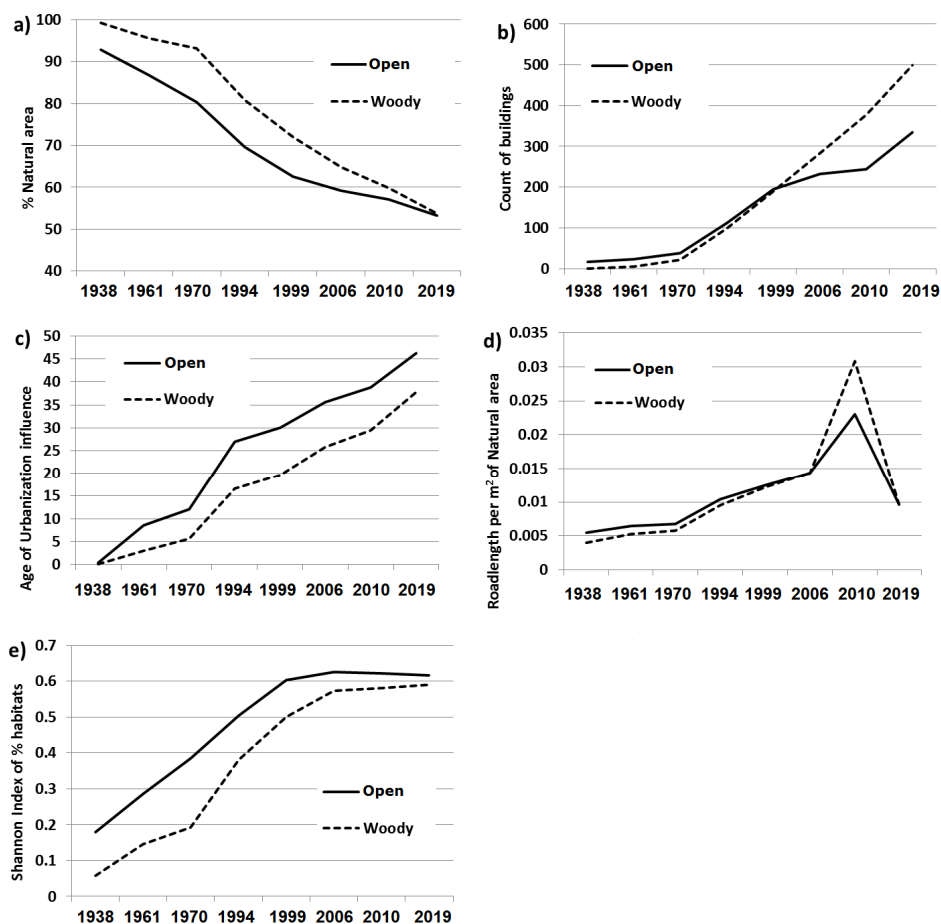 a)
% Natural area
100
90
80
70
60
50
40
Open
Woody
1938 1961 1970 1994 1999 2006 2010 2019
b)
Count of buildings
600
500
400
300
200
100
0
Open
Woody
1938 1961 1970 1994 1999 2006 2010 2019
c)
Age of Urbanization influence
50
45
40
35
30
25
20
15
10
5
0
Open
Woody
1938 1961 1970 1994 1999 2006 2010 2019
d)
Roadlength per m² of Natural area
0.035
0.03
0.025
0.02
0.015
0.01
0.005
0
Open
Woody
1938 1961 1970 1994 1999 2006 2010 2019
e)
Shannon Index of % habitats
0.7
0.6
0.5
0.4
0.3
0.2
0.1
0
Open
Woody
1938 1961 1970 1994 1999 2006 2010 2019